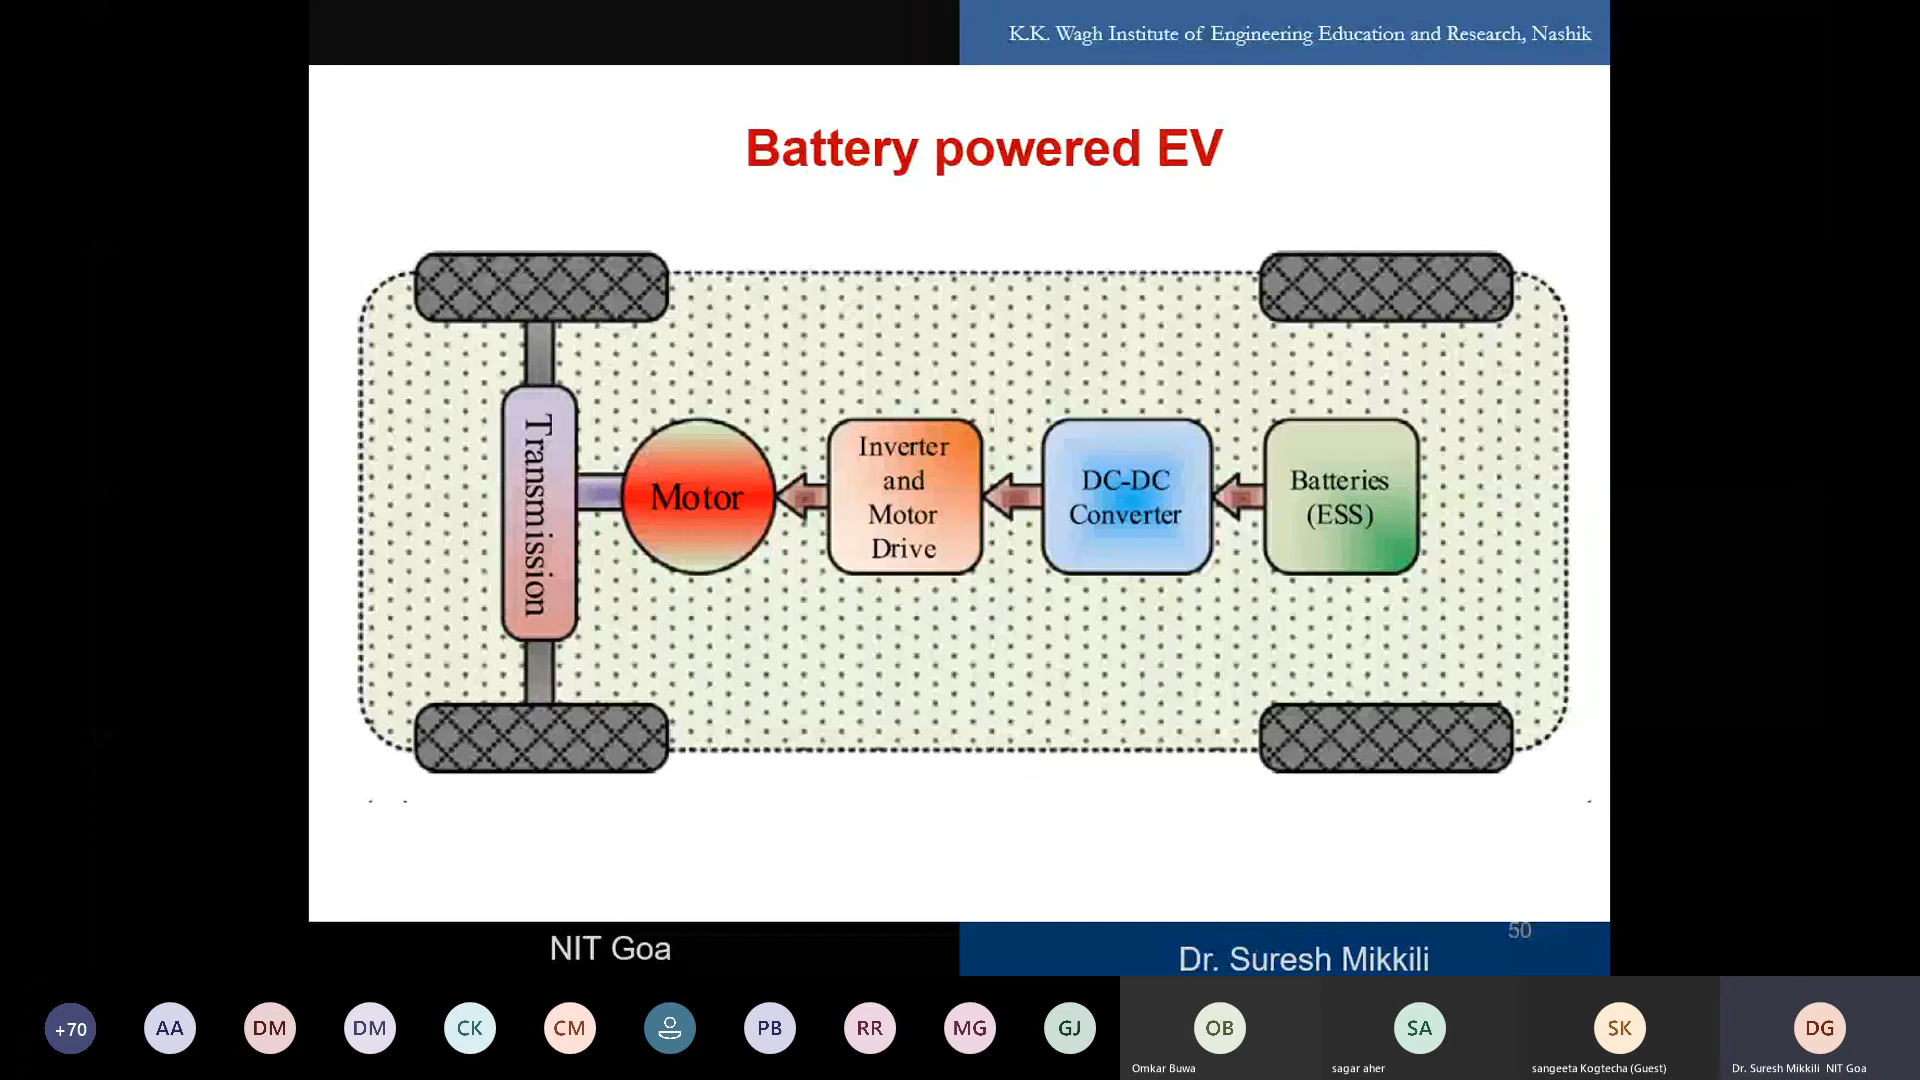 K.K. Wagh Institute of Engineering Education and Research, Nashik
Battery powered EV
Transmission
Motor
Inverter
and
Motor
Drive
DC-DC
Converter
Batteries
(ESS)
50
NIT Goa
Dr. Suresh Mikkili
+70
AA
DM
DM
CK
CM
PB
RR
MG
GJ
OB
SA
SK
DG
Omkar Buwa
sagar aher
sangeeta Kogtecha (Guest)
Dr. Suresh Mikkili NIT Goa